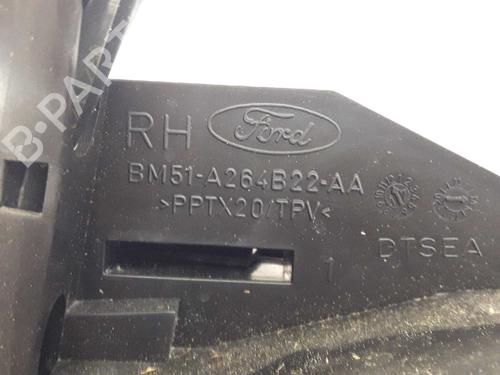 B-PARTS
RH Ford
BM51-A264B22-AA
>PPTX20/TPV<
1 DTSEA